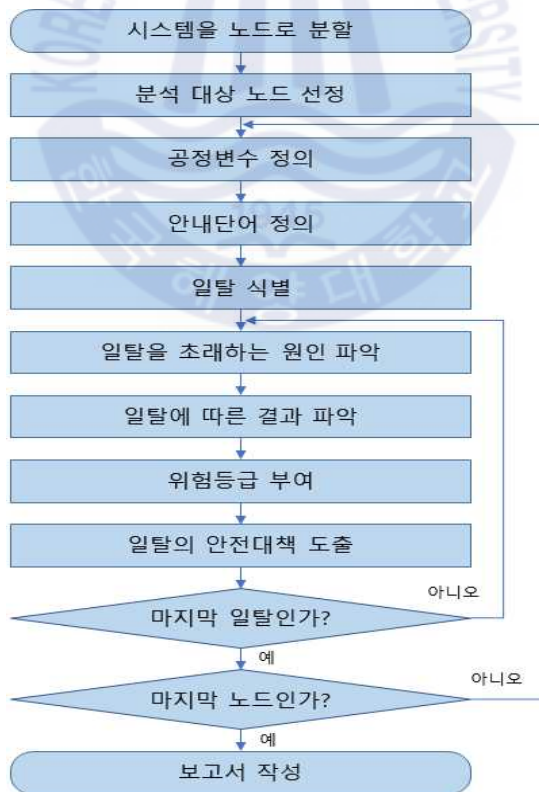 시스템을 노드로 분할
분석 대상 노드 선정
공정변수 정의
안내단어 정의
일탈 식별
일탈을 초래하는 원인 파악
일탈에 따른 결과 파악
위험등급 부여
일탈의 안전대책 도출
아니오
마지막 일탈인가?
예
아니오
마지막 노드인가?
예
보고서 작성